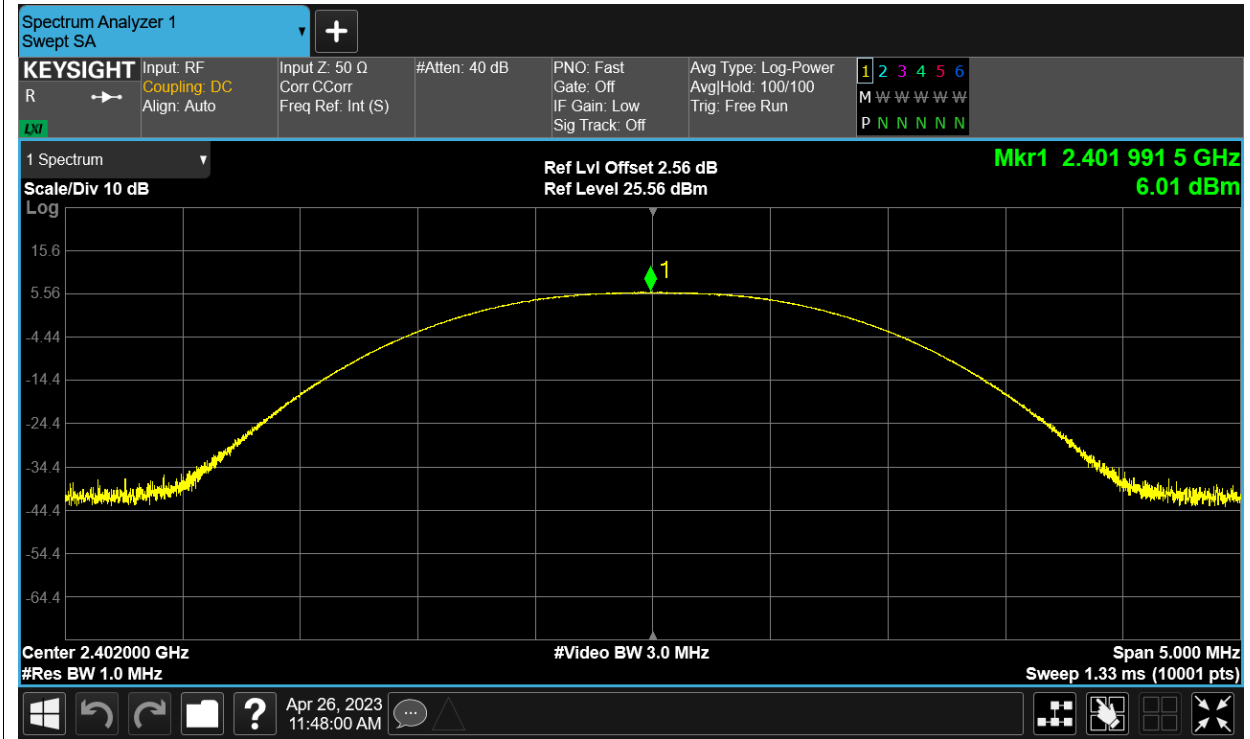 Spectrum Analyzer 1
Swept SA
KEYSIGHT
R
LXI
Input: RF
Coupling: DC
Align: Auto
Input Z: 50 Ω
Corr CCorr
Freq Ref: Int (S)
#Atten: 40 dB
PNO: Fast
Gate: Off
IF Gain: Low
Sig Track: Off
Avg Type: Log-Power
Avg|Hold: 100/100
Trig: Free Run
1 2 3 4 5 6
M W W W W W
P N N N N N
1 Spectrum
Scale/Div 10 dB
Log
Ref Lvl Offset 2.56 dB
Ref Level 25.56 dBm
Mkr1 2.401 991 5 GHz
6.01 dBm
15.6
5.56
-4.44
-14.4
-24.4
-34.4
-44.4
-54.4
-64.4
1
Center 2.402000 GHz
#Res BW 1.0 MHz
#Video BW 3.0 MHz
Span 5.000 MHz
Sweep 1.33 ms (10001 pts)
?
Apr 26, 2023
11:48:00 AM